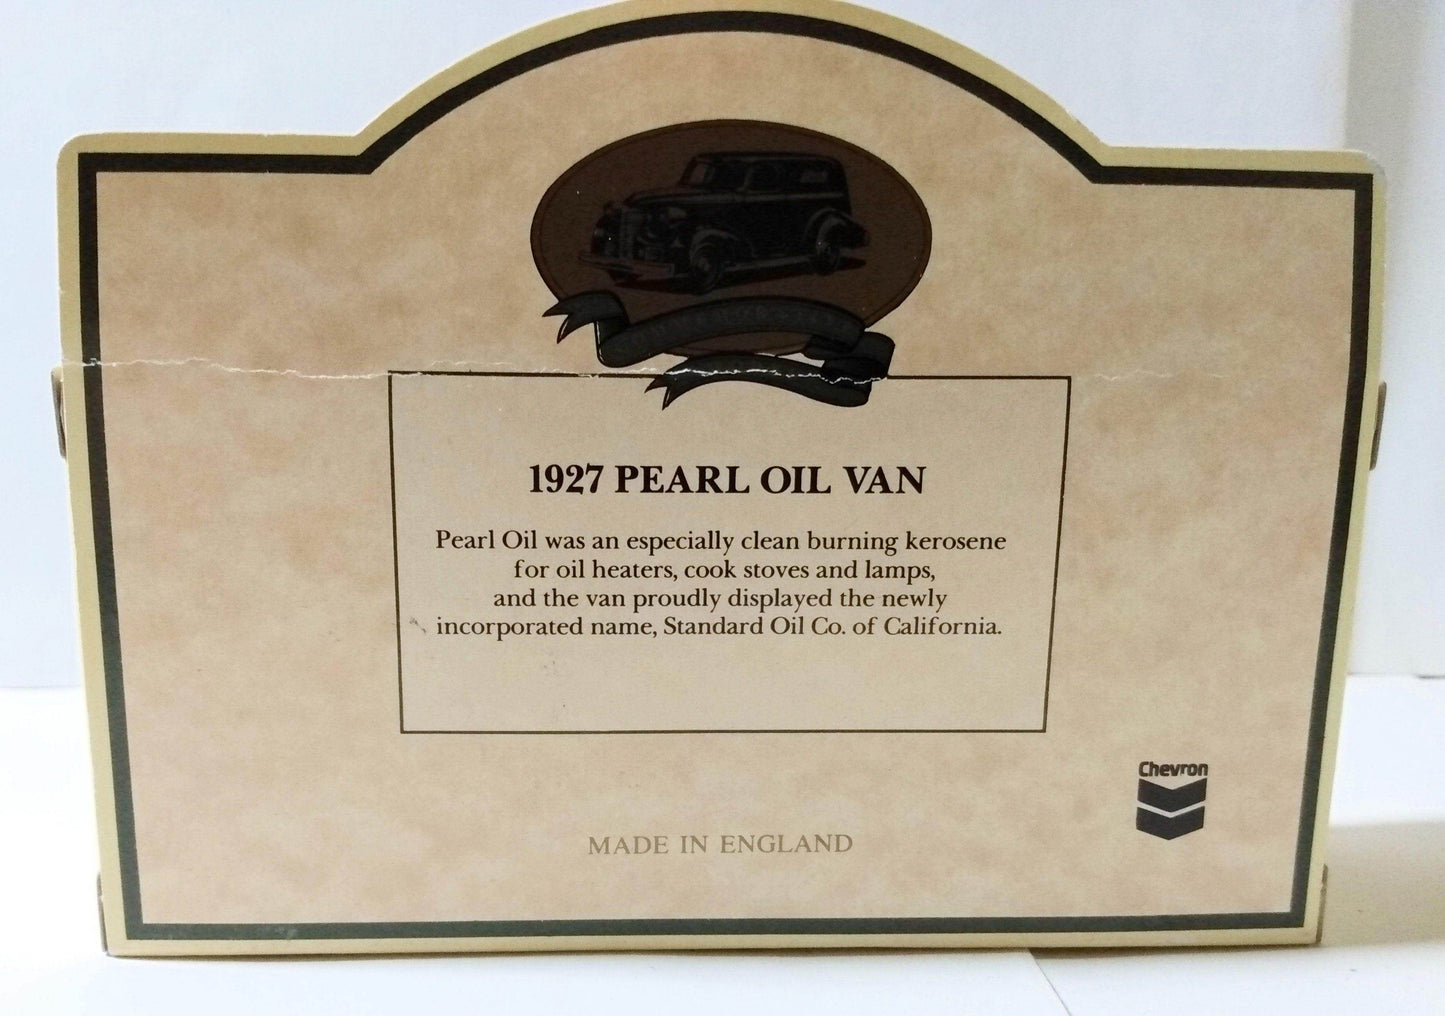 1927 PEARL OIL VAN
Pearl Oil was an especially clean burning kerosene
for oil heaters, cook stoves and lamps,
and the van proudly displayed the newly
incorporated name, Standard Oil Co. of California.
Chevron
MADE IN ENGLAND